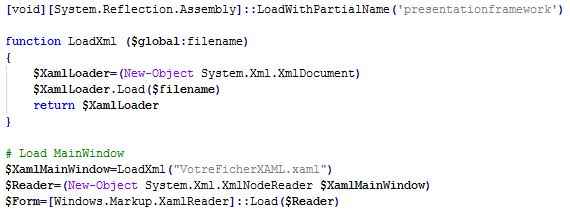 [void][System.Reflection.Assembly]::LoadWithPartialName('presentationframework')
function LoadXml ($global:filename)
{
$XamlLoader=(New-Object System.Xml.XmlDocument)
$XamlLoader.Load($filename)
return $XamlLoader
}
# Load MainWindow
$XamlMainWindow=LoadXml("VotreFicherXAML.xaml")
$Reader=(New-Object System.Xml.XmlNodeReader $XamlMainWindow)
$Form=[Windows.Markup.XamlReader]::Load($Reader)